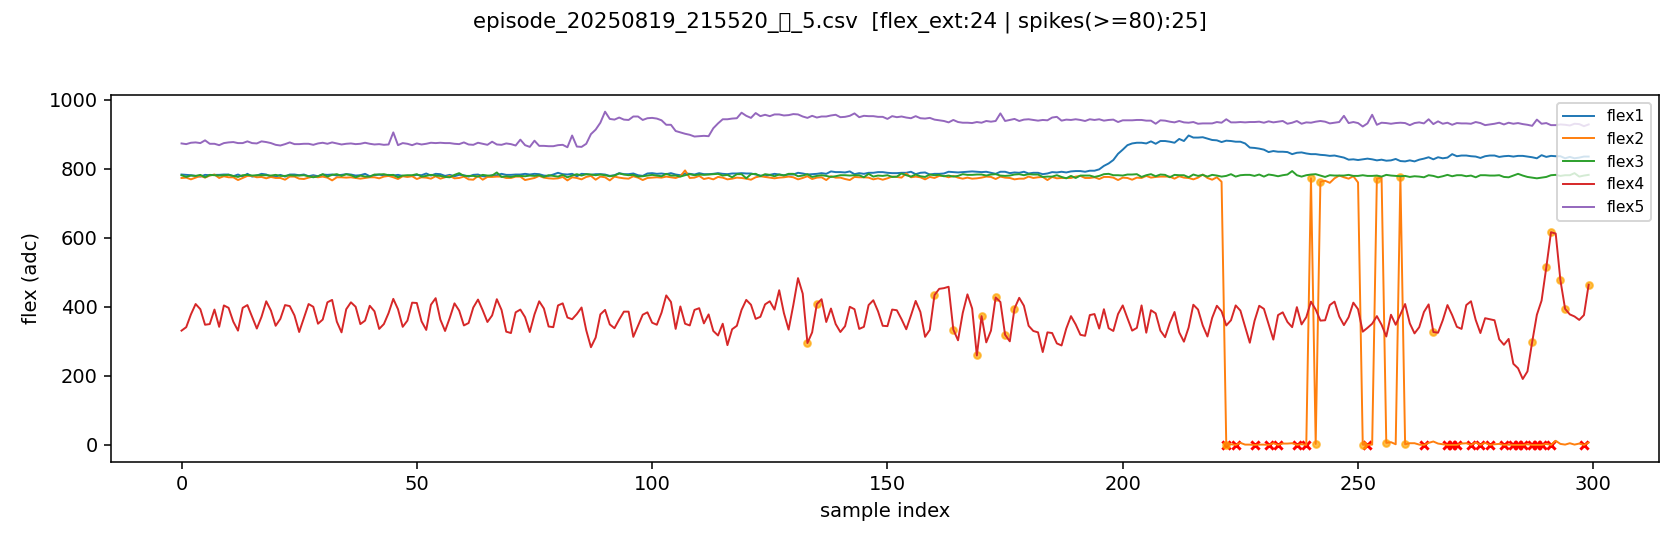 episode_20250819_215520_▯_5.csv [flex_ext:24 | spikes(>=80):25]
1000
800
600
400
200
0
flex (adc)
flex1
flex2
flex3
flex4
flex5
0 50 100 150 200 250 300
sample index